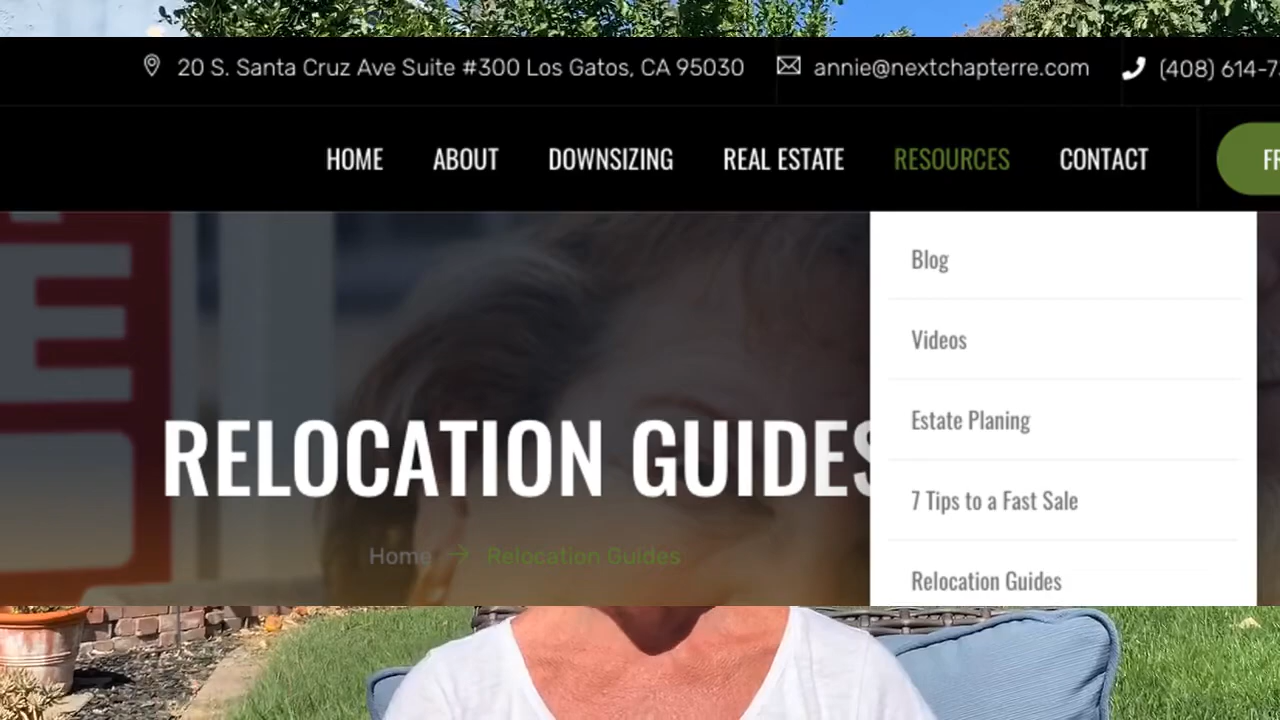 20 S. Santa Cruz Ave Suite #300 Los Gatos, CA 95030 annie@nextchapterre.com (408) 614-7
HOME ABOUT DOWNSIZING REAL ESTATE RESOURCES CONTACT
Blog
Videos
Estate Planing
7 Tips to a Fast Sale
Relocation Guides
RELOCATION GUIDES
Home → Relocation Guides